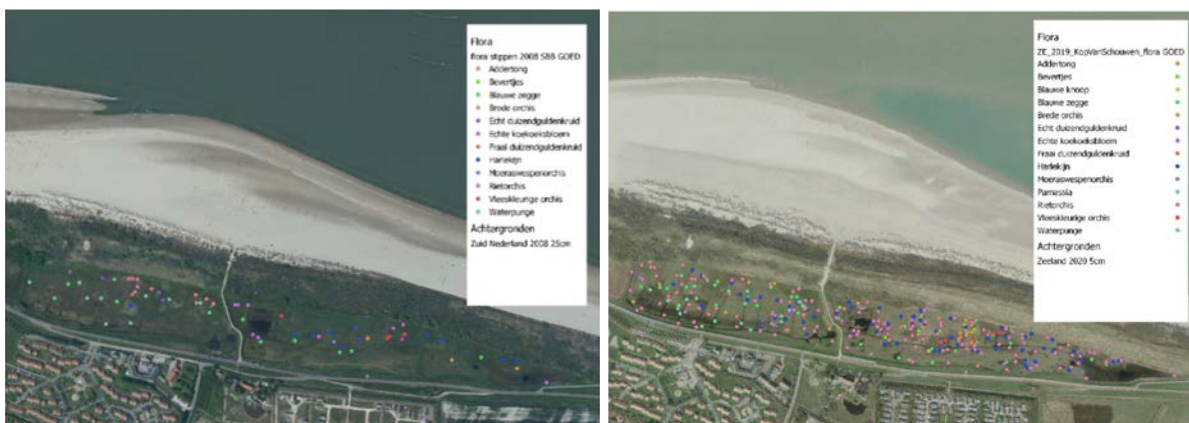 Flora
flora stippen 2008 SBB GOED
Addertong
Bevertjes
Blauwe zegge
Brede orchis
Echt duizendguldenkruid
Echte koekoeksbloem
Fraai duizendguldenkruid
Harlekijn
Moeraswespenorchis
Rietorchis
Vleeskleurige orchis
Waterpunge
Achtergronden
Zuid Nederland 2008 25cm
Flora
ZE_2019_KopVanSchouwen_flora GOED
Addertong
Bevertjes
Blauwe knoop
Blauwe zegge
Brede orchis
Echt duizendguldenkruid
Echte koekoeksbloem
Fraai duizendguldenkruid
Harlekijn
Moeraswespenorchis
Parnassia
Rietorchis
Vleeskleurige orchis
Waterpunge
Achtergronden
Zeeland 2020 5cm